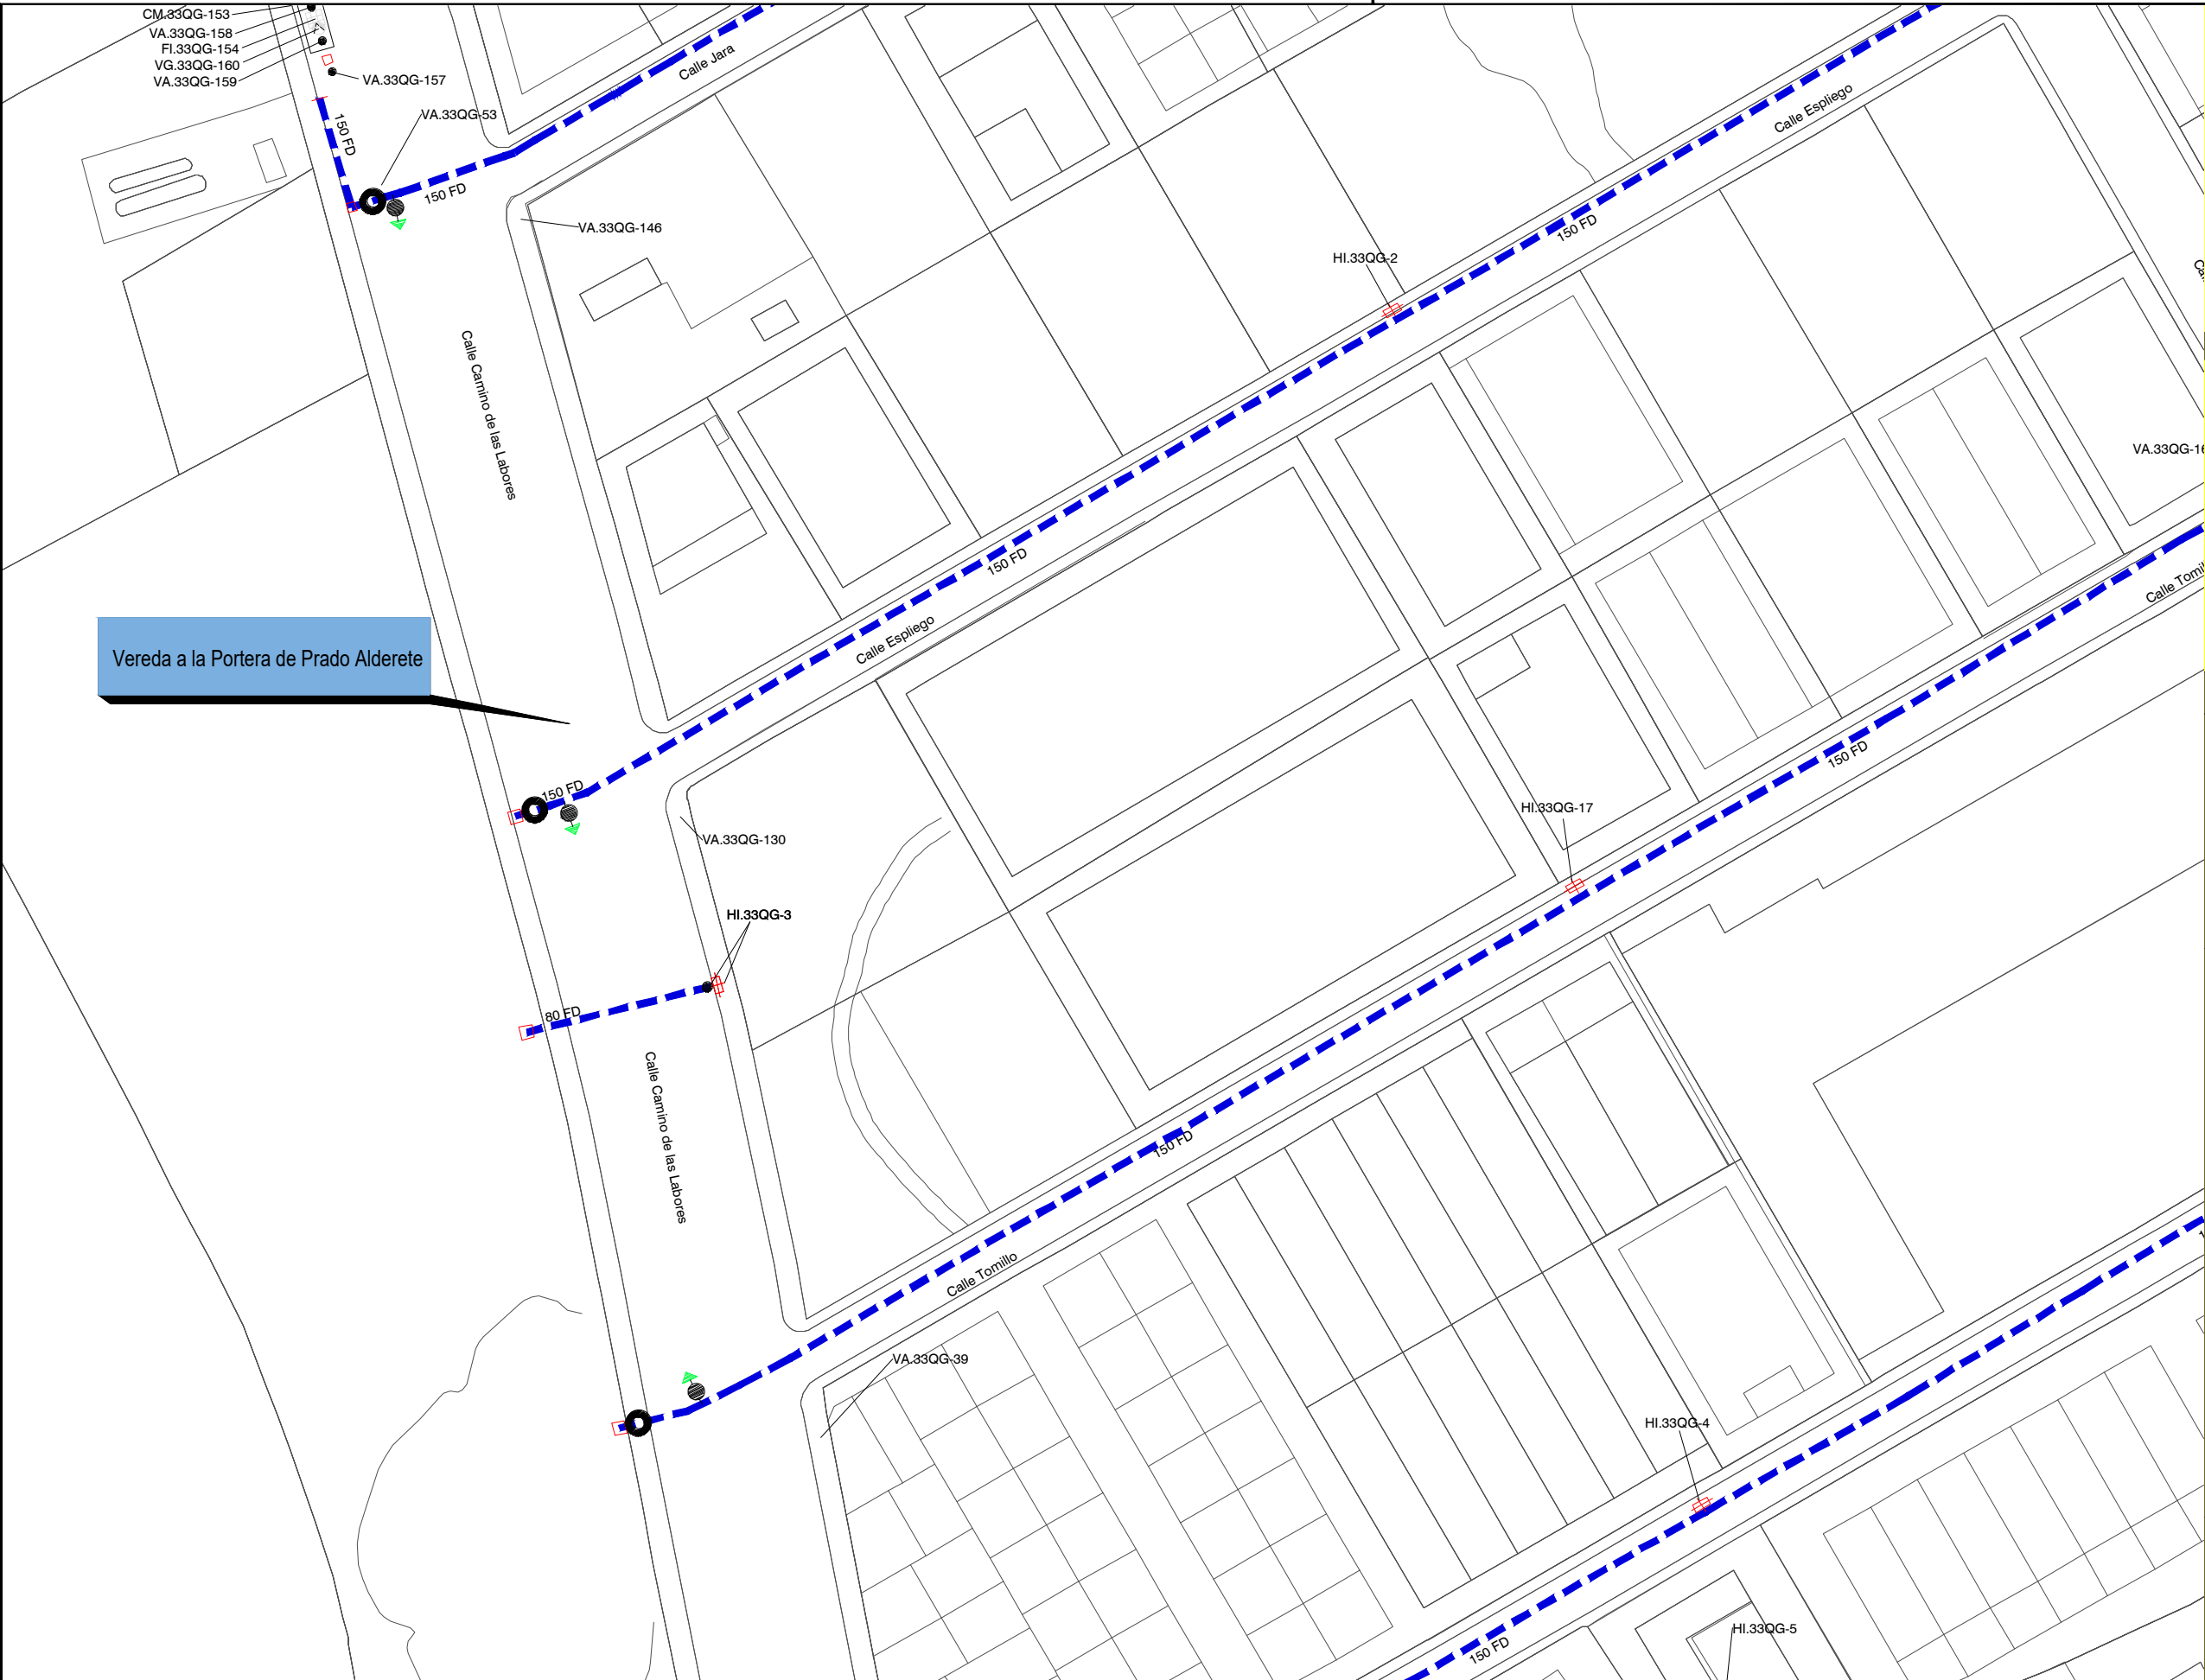 CM.33QG-153
VA.33QG-158
FI.33QG-154
VG.33QG-160
VA.33QG-159
VA.33QG-157
Calle Jara
VA.33QG-53
150 FD
150 FD
Calle Espliego
VA.33QG-146
150 FD
HI.33QG-2
Calle Camino de las Labores
VA.33QG-16
150 FD
Calle Tomil
Calle Espliego
Vereda a la Portera de Prado Alderete
150 FD
150 FD
HI.33QG-17
VA.33QG-130
HI.33QG-3
80 FD
Calle Camino de las Labores
150 FD
Calle Tomillo
VA.33QG-39
HI.33QG-4
HI.33QG-5
150 FD